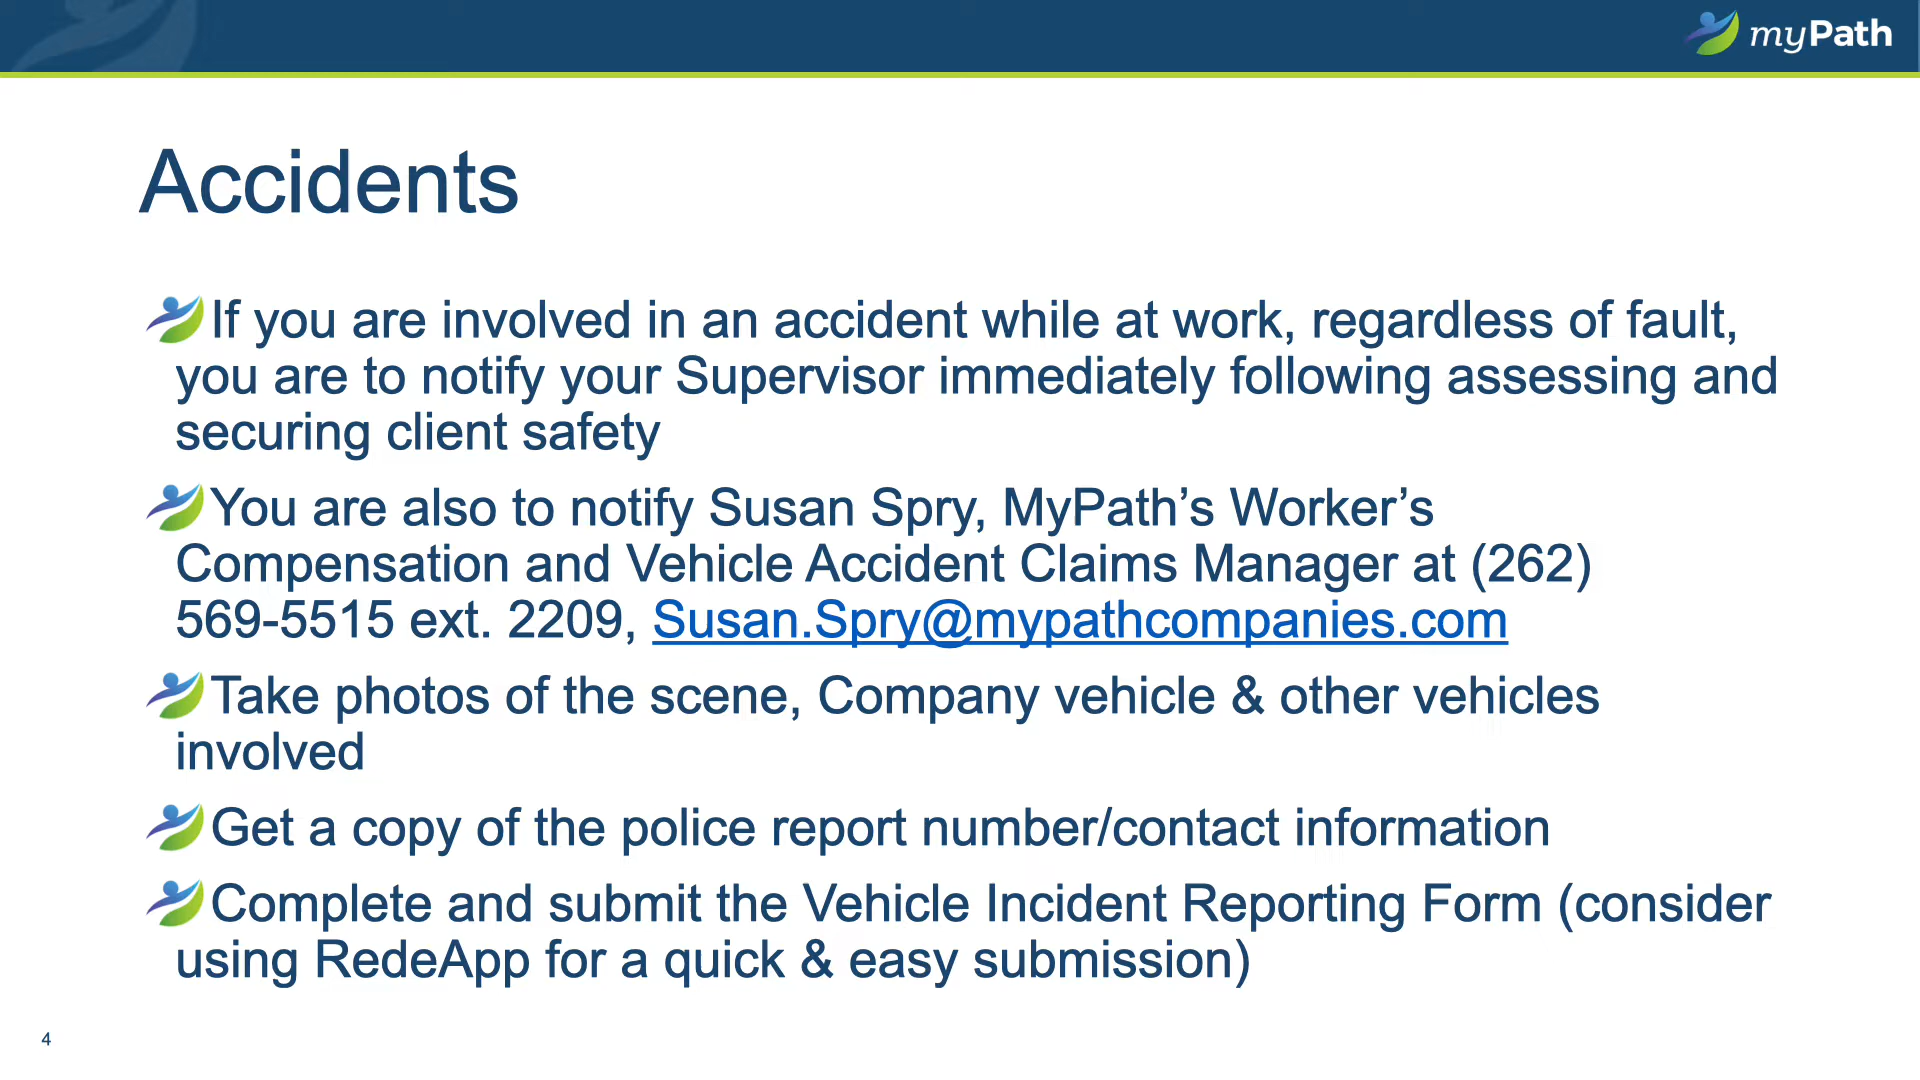 myPath
Accidents
If you are involved in an accident while at work, regardless of fault,
you are to notify your Supervisor immediately following assessing and
securing client safety
You are also to notify Susan Spry, MyPath’s Worker’s
Compensation and Vehicle Accident Claims Manager at (262)
569-5515 ext. 2209, Susan.Spry@mypathcompanies.com
Take photos of the scene, Company vehicle & other vehicles
involved
Get a copy of the police report number/contact information
Complete and submit the Vehicle Incident Reporting Form (consider
using RedeApp for a quick & easy submission)
4